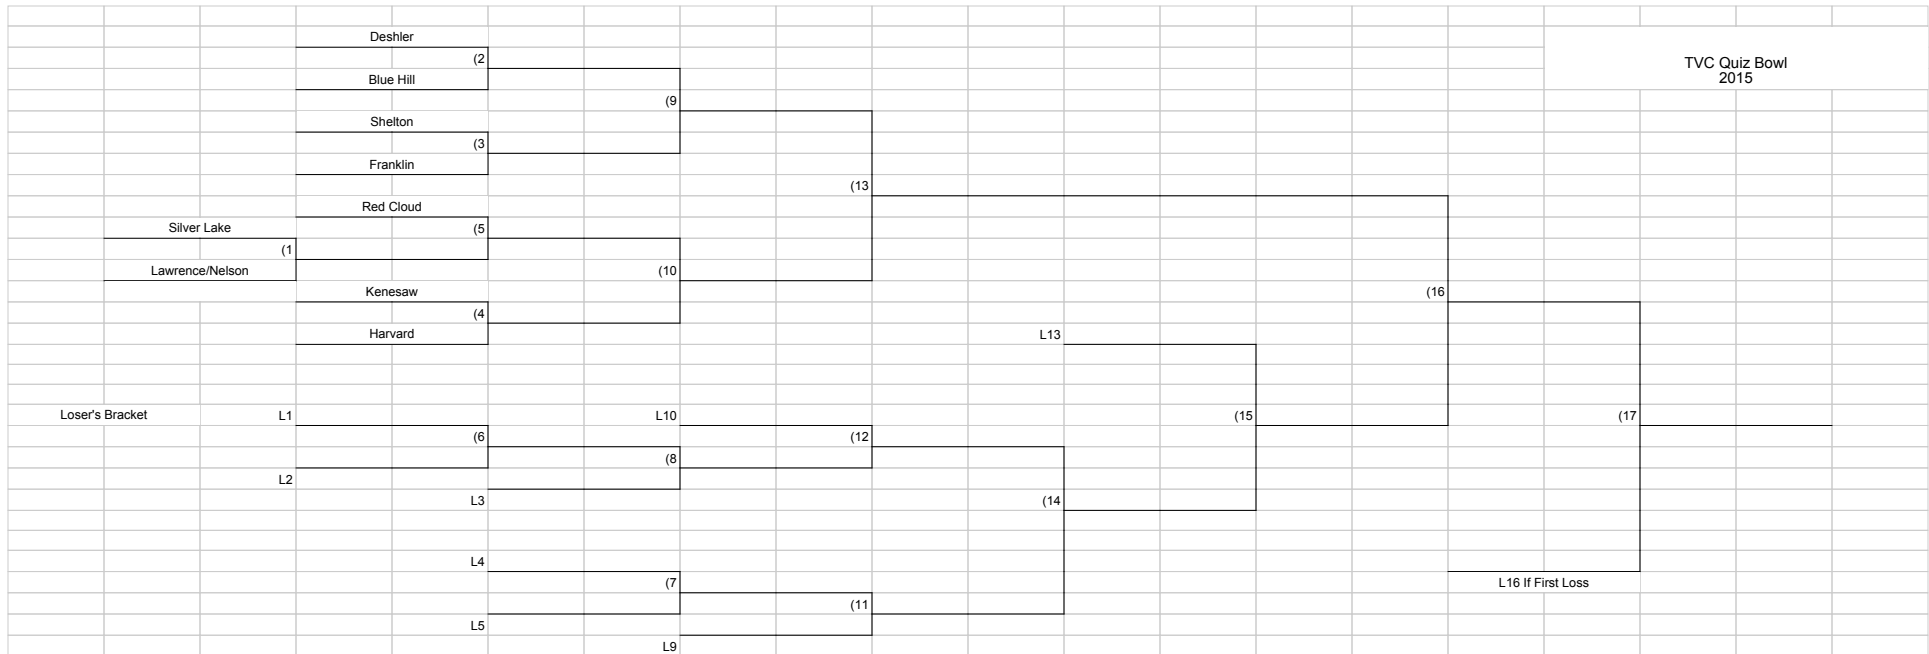 Deshler
(2
TVC Quiz Bowl
2015
Blue Hill
(9
Shelton
(3
Franklin
(13
Red Cloud
Silver Lake
(5
(1
Lawrence/Nelson
(10
Kenesaw
(16
(4
Harvard
L13
Loser's Bracket
L1
L10
(15
(17
(6
(12
(8
L2
L3
(14
L4
(7
L16 If First Loss
(11
L5
L9